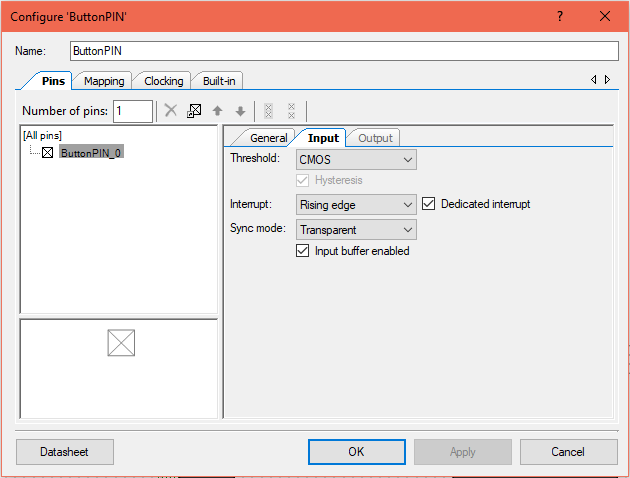 Configure 'ButtonPIN'
Name: ButtonPIN
Pins Mapping Clocking Built-in
Number of pins: 1
[All pins]
ButtonPIN_0
General Input Output
Threshold: CMOS
Hysteresis
Interrupt: Rising edge Dedicated interrupt
Sync mode: Transparent
Input buffer enabled
Datasheet OK Apply Cancel